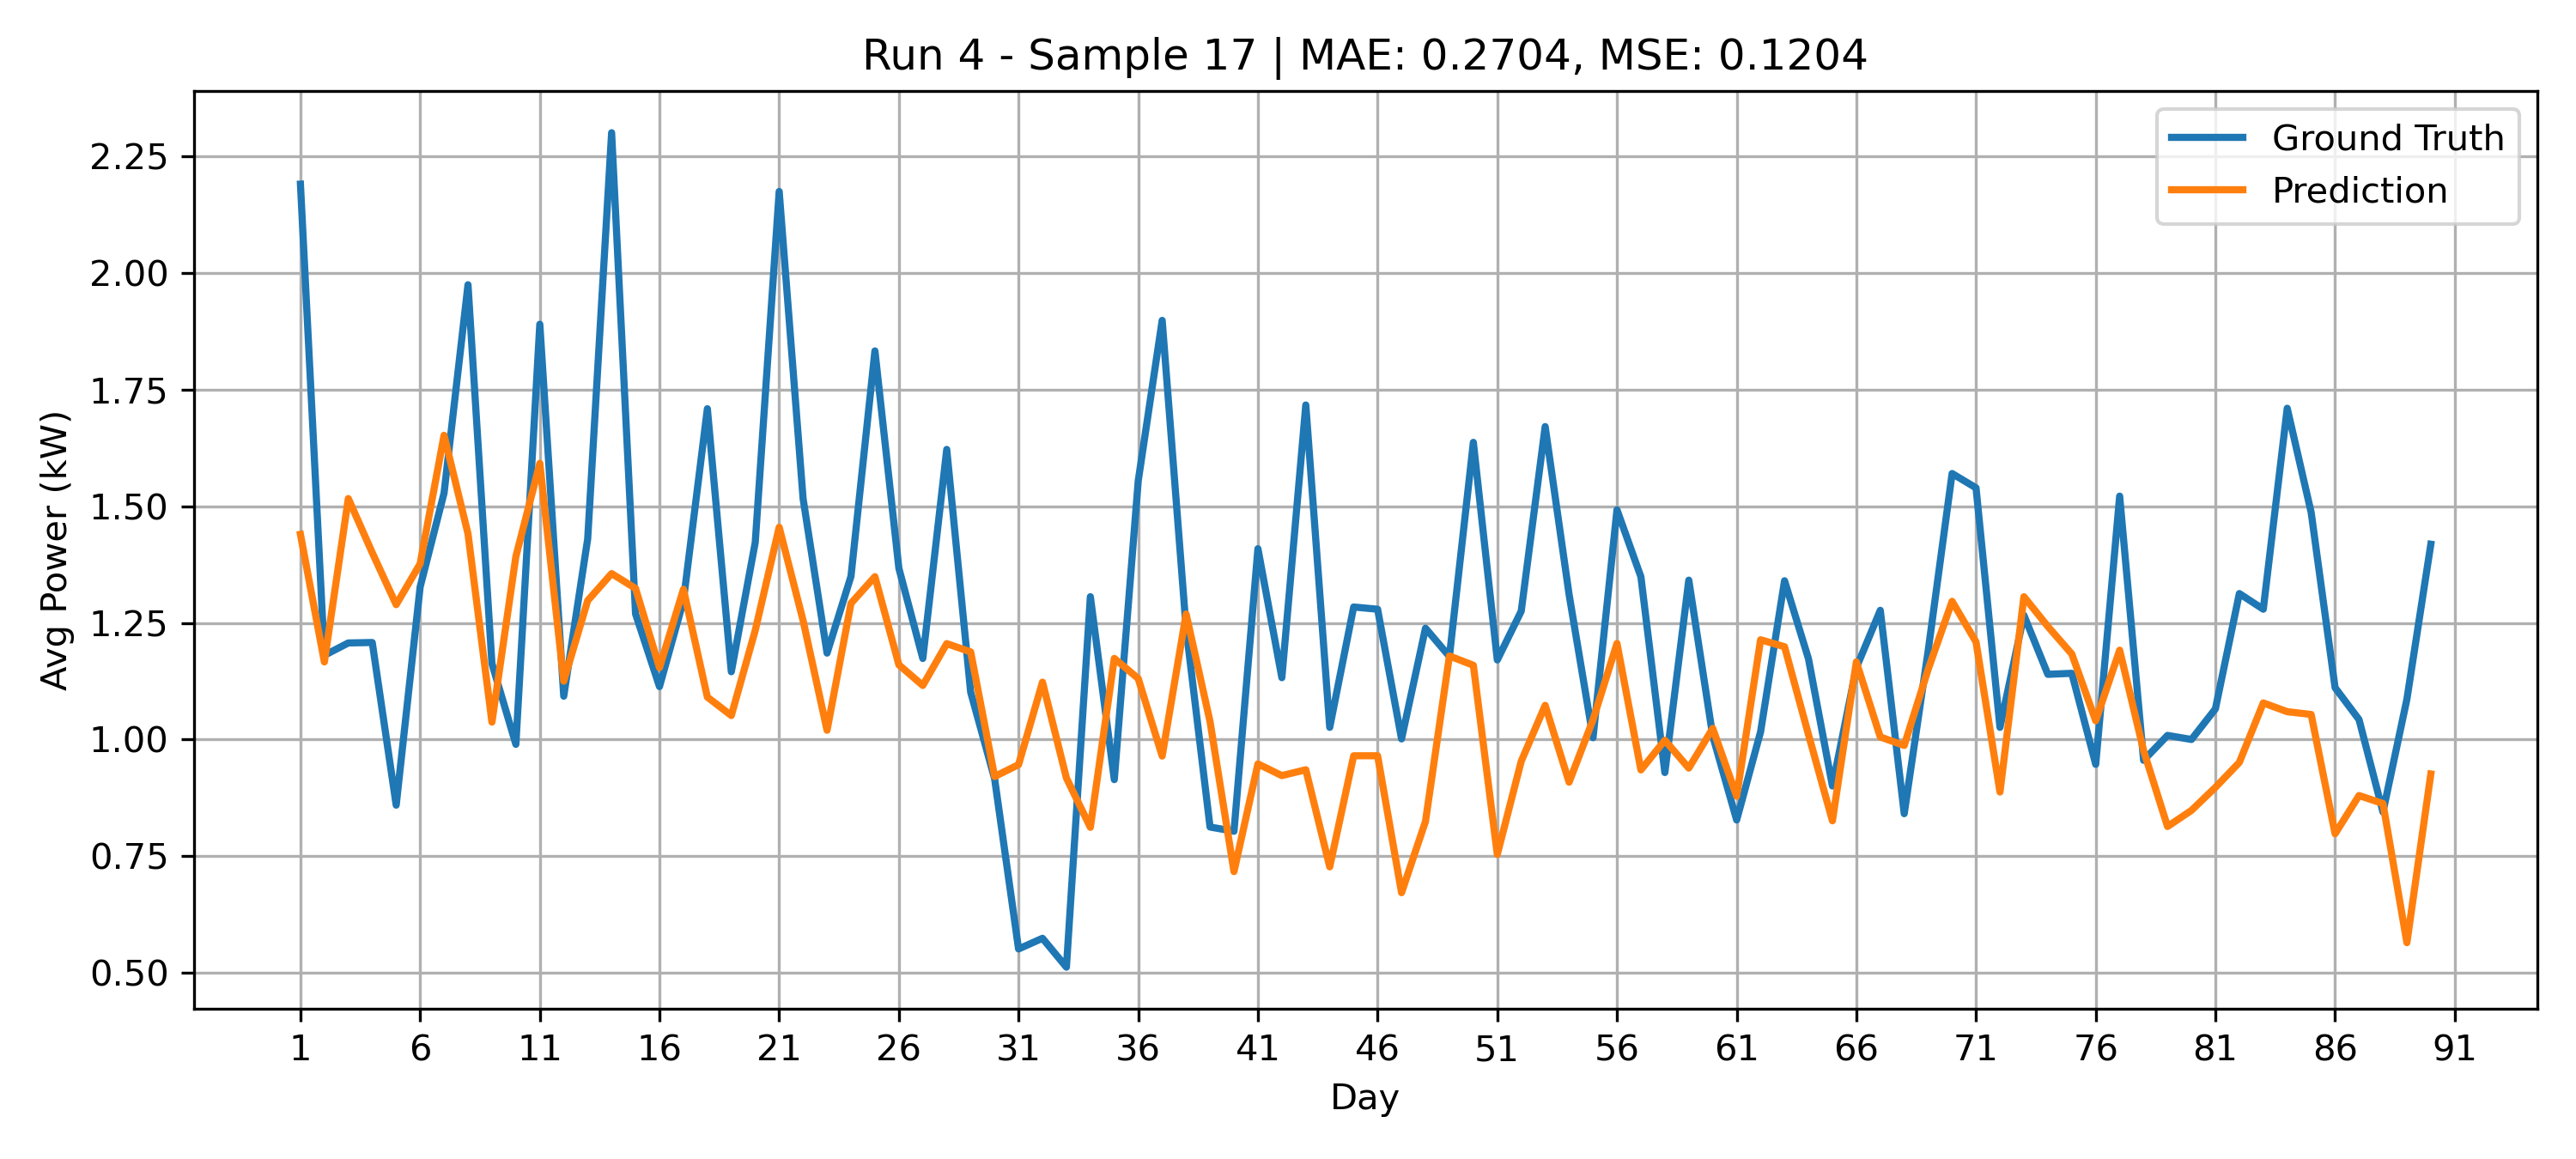 Run 4 - Sample 17 | MAE: 0.2704, MSE: 0.1204
Ground Truth
Prediction
Avg Power (kW)
2.25
2.00
1.75
1.50
1.25
1.00
0.75
0.50
1 6 11 16 21 26 31 36 41 46 51 56 61 66 71 76 81 86 91
Day